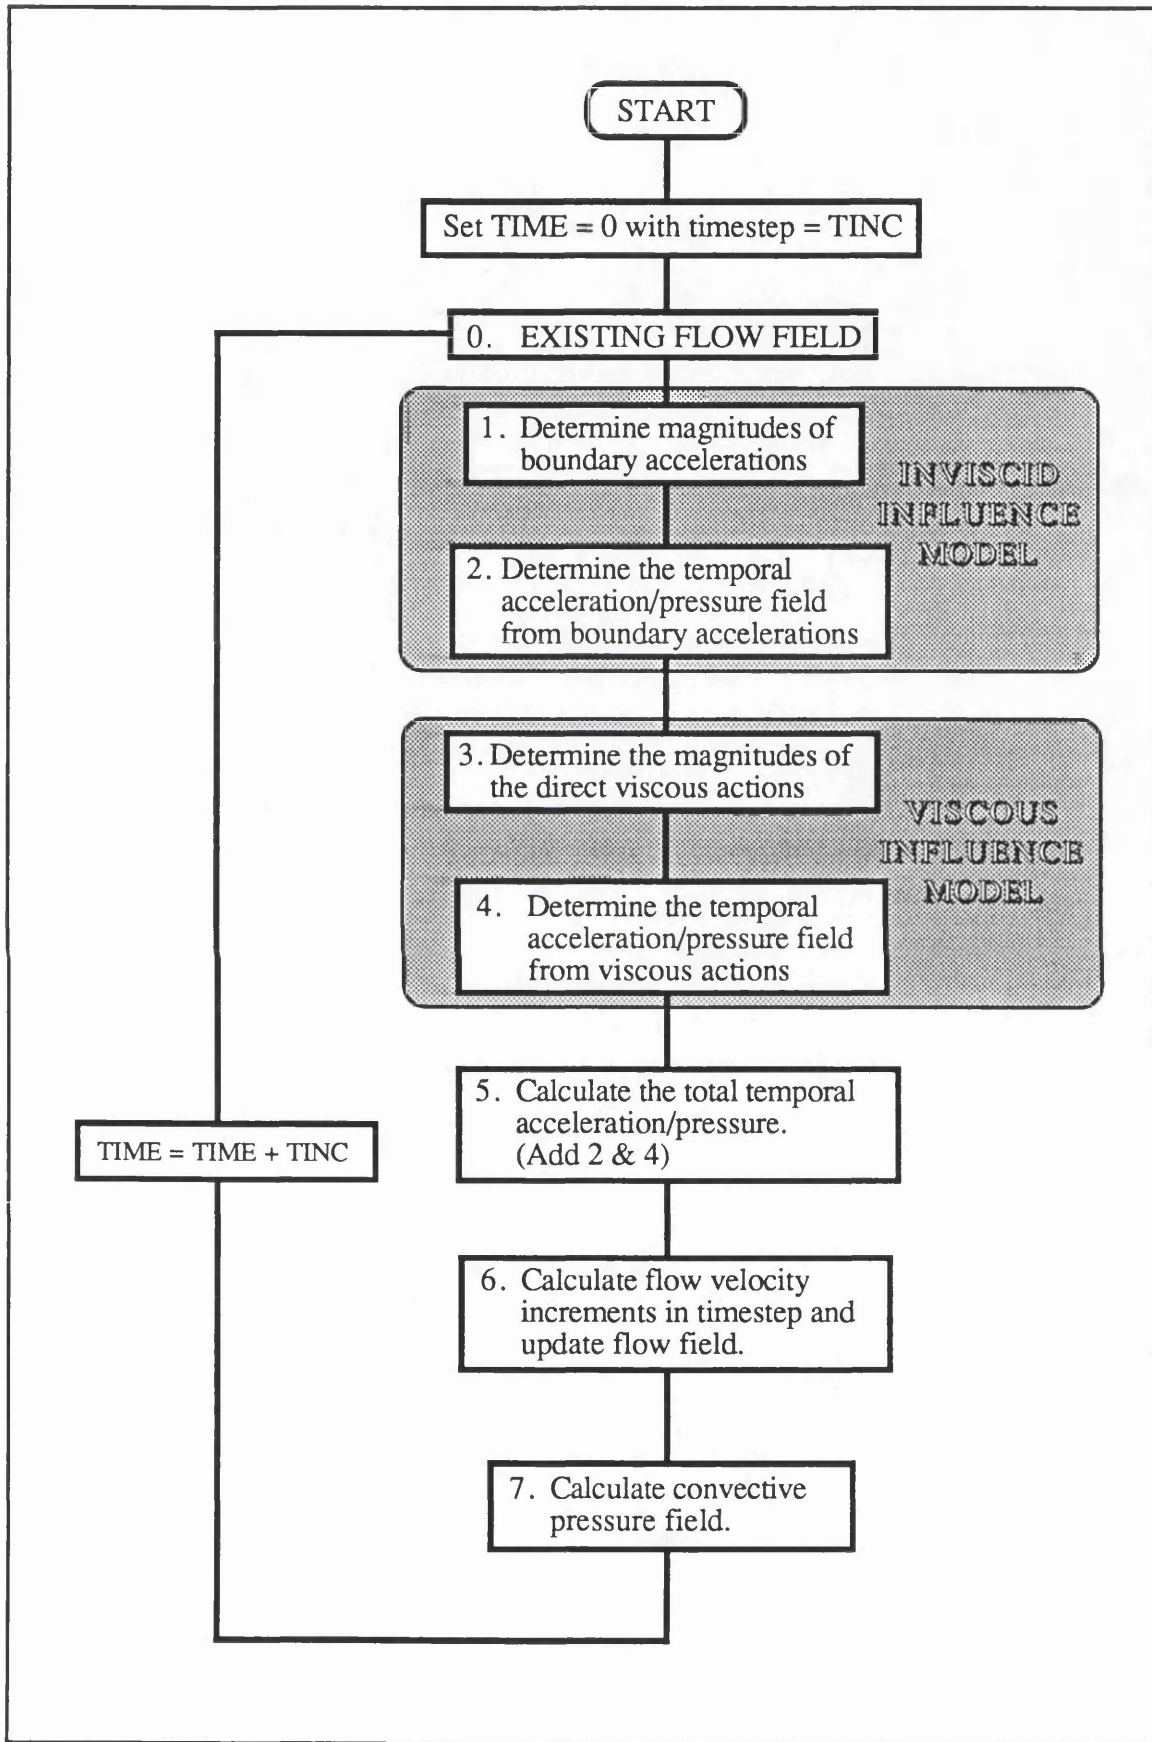 START
Set TIME = 0 with timestep = TINC
0. EXISTING FLOW FIELD
1. Determine magnitudes of
boundary accelerations
INVISCID
INFLUENCE
MODEL
2. Determine the temporal
acceleration/pressure field
from boundary accelerations
3. Determine the magnitudes of
the direct viscous actions
VISCOUS
INFLUENCE
MODEL
4. Determine the temporal
acceleration/pressure field
from viscous actions
5. Calculate the total temporal
acceleration/pressure.
(Add 2 & 4)
TIME = TIME + TINC
6. Calculate flow velocity
increments in timestep and
update flow field.
7. Calculate convective
pressure field.